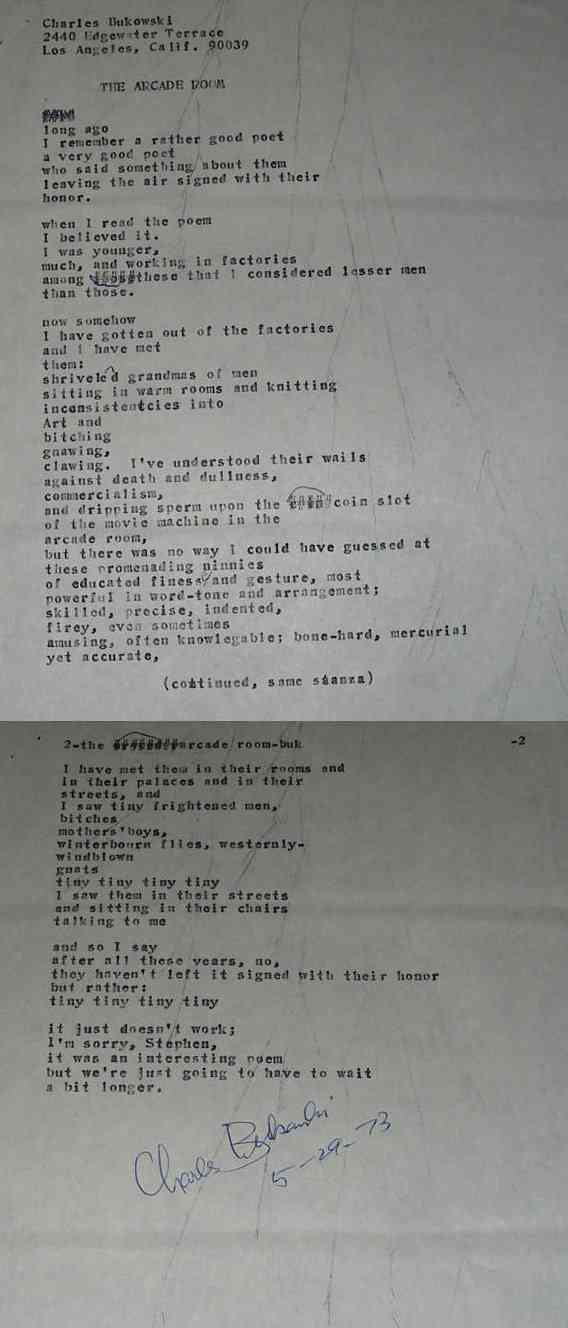 Charles Bukowski
2440 Edgewater Terrace
Los Angeles, Calif. 90039
THE ARCADE ROOM
long ago
I remember a rather good poet
a very good poet
who said something about them
leaving the air signed with their
honor.
when I read the poem
I believed it.
I was younger,
much, and working in factories
among these that I considered lesser men
than those.
now somehow
I have gotten out of the factories
and I have met
them:
shriveled grandmas of men
sitting in warm rooms and knitting
inconsistentcies into
Art and
bitching
gnawing,
clawing. I've understood their wails
against death and dullness,
commercialism,
and dripping sperm upon the coin slot
of the movie machine in the
arcade room,
but there was no way I could have guessed at
these promenading ninnies
of educated finess and gesture, most
powerful in word-tone and arrangement;
skilled, precise, indented,
firey, even sometimes
amusing, often knowlegable; bone-hard, mercurial
yet accurate,
(continued, same stanza)
2-the arcade room-buk -2
I have met them in their rooms and
in their palaces and in their
streets, and
I saw tiny frightened men,
bitches
mothers'boys,
winterbourn flies, westernly-
windblown
gnats
tiny tiny tiny tiny
I saw them in their streets
and sitting in their chairs
talking to me
and so I say
after all these years, no,
they haven't left it signed with their honor
but rather:
tiny tiny tiny tiny
it just doesn't work;
I'm sorry, Stephen,
it was an interesting poem
but we're just going to have to wait
a bit longer.
Charles Bukowski
5-29-73